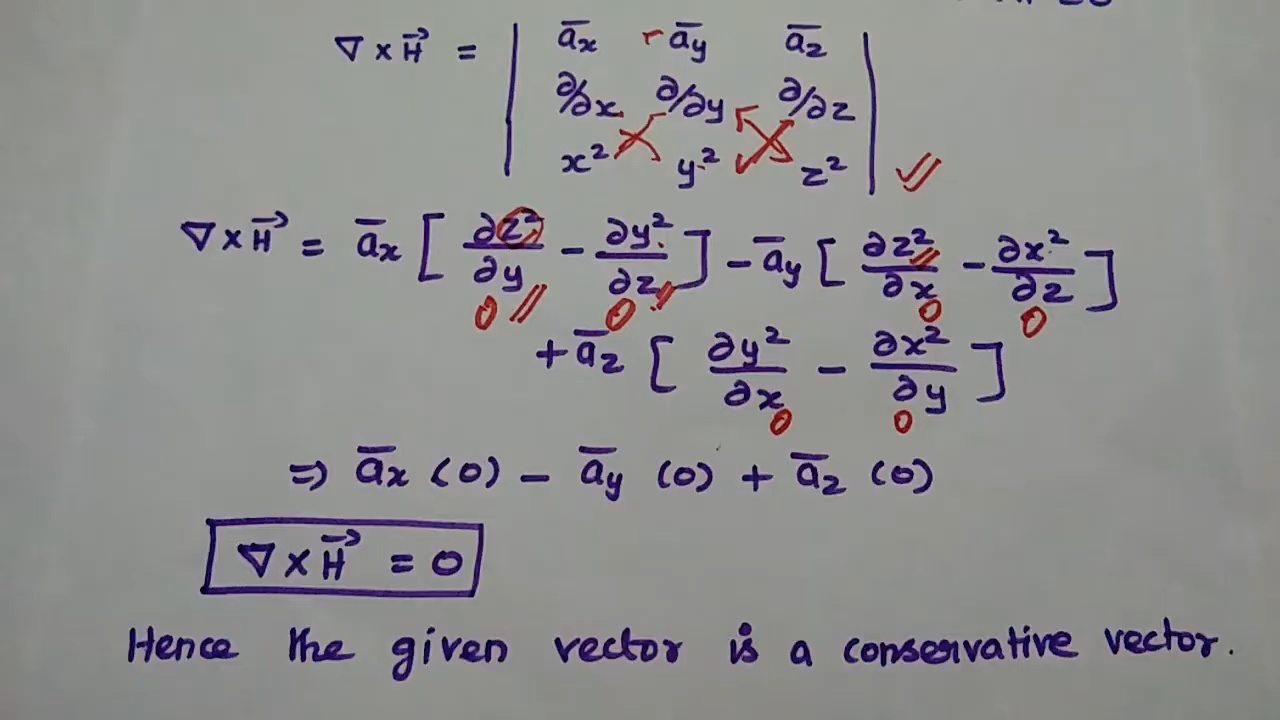 ∇ × H⃗ = | āx āy āz |
| ∂/∂x ∂/∂y ∂/∂z |
| x² y² z² |
∇ × H⃗ = āx [ ∂z²/∂y − ∂y²/∂z ] − āy [ ∂z²/∂x − ∂x²/∂z ]
0 0 0 0
+ āz [ ∂y²/∂x − ∂x²/∂y ]
0 0
⇒ āx (0) − āy (0) + āz (0)
∇ × H⃗ = 0
Hence the given vector is a conservative vector.